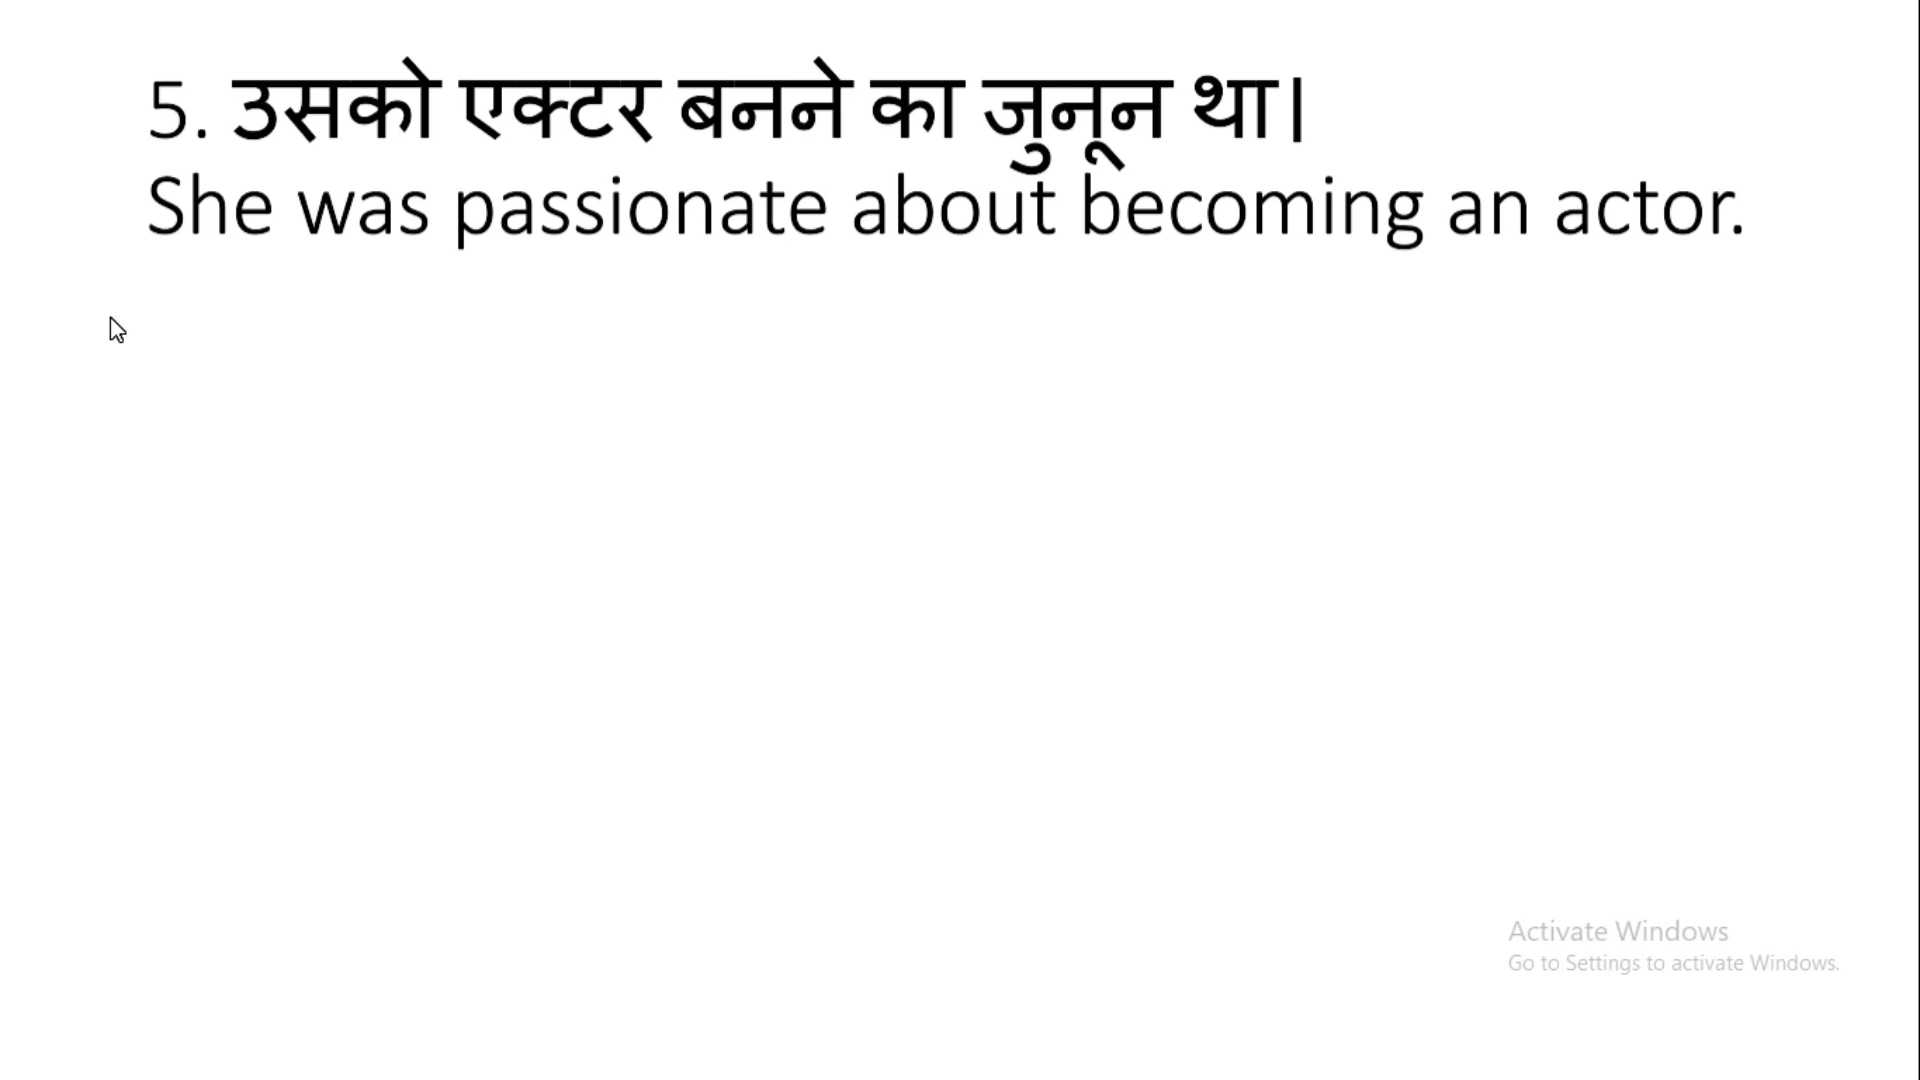 5. उसको एक्टर बनने का जुनून था।
She was passionate about becoming an actor.
Activate Windows
Go to Settings to activate Windows.